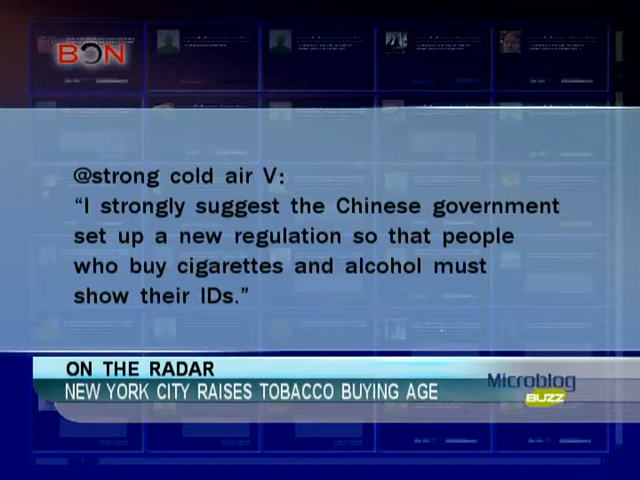 BON
@strong cold air V:
“I strongly suggest the Chinese government
set up a new regulation so that people
who buy cigarettes and alcohol must
show their IDs.”
ON THE RADAR
NEW YORK CITY RAISES TOBACCO BUYING AGE
Microblog
BUZZ